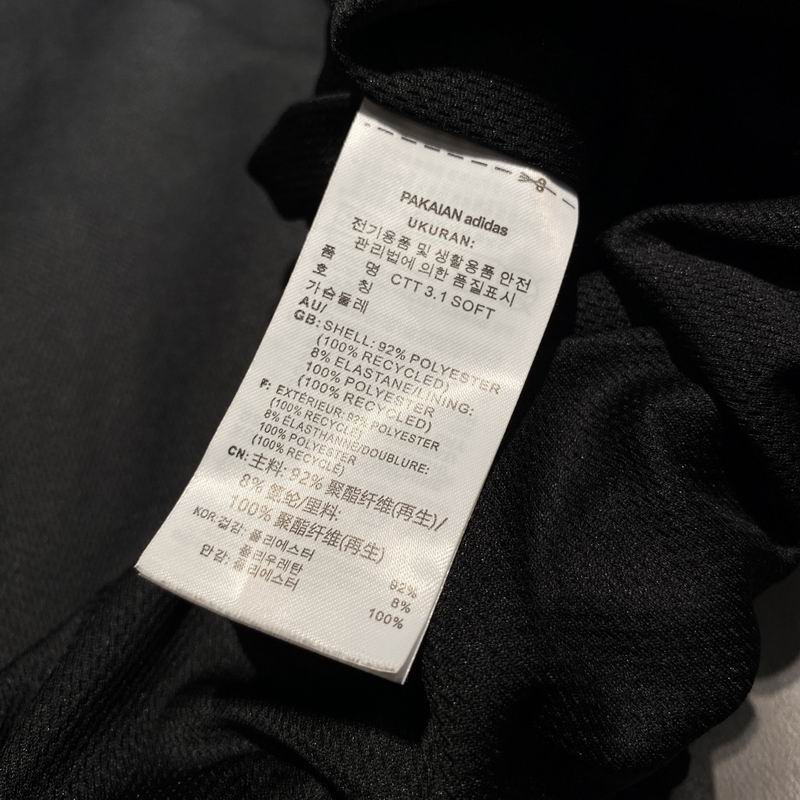 PAKAIAN adidas
UKURAN:
전기용품 및 생활용품 안전
관리법에 의한 품질표시
품 명 CTT 3.1 SOFT
호 칭
가슴둘레
AU/
GB: SHELL: 92% POLYESTER
(100% RECYCLED)
8% ELASTANE/LINING:
100% POLYESTER
(100% RECYCLED)
F: EXTÉRIEUR: POLYESTER
(100% RECYCLED)
8% ÉLASTHANNE/DOUBLURE:
100% POLYESTER
(100% RECYCLÉ)
CN: 主料: 92% 聚酯纤维(再生)/
8% 氨纶/里料:
100% 聚酯纤维(再生)
KOR: 겉감: 폴리에스터 92%
폴리우레탄 8%
안감: 폴리에스터 100%